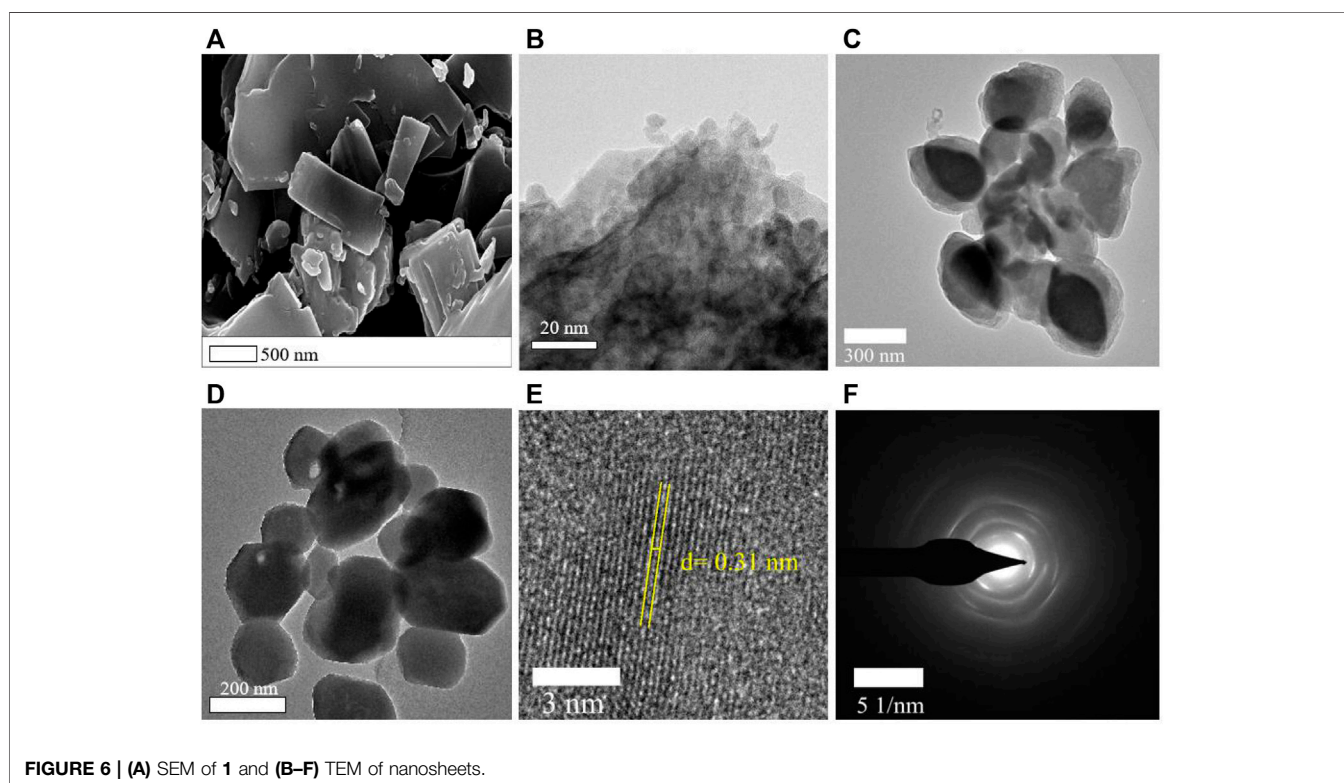 A
B
C
500 nm
20 nm
300 nm
D
E
F
200 nm
d= 0.31 nm
3 nm
5 1/nm
FIGURE 6 | (A) SEM of 1 and (B–F) TEM of nanosheets.